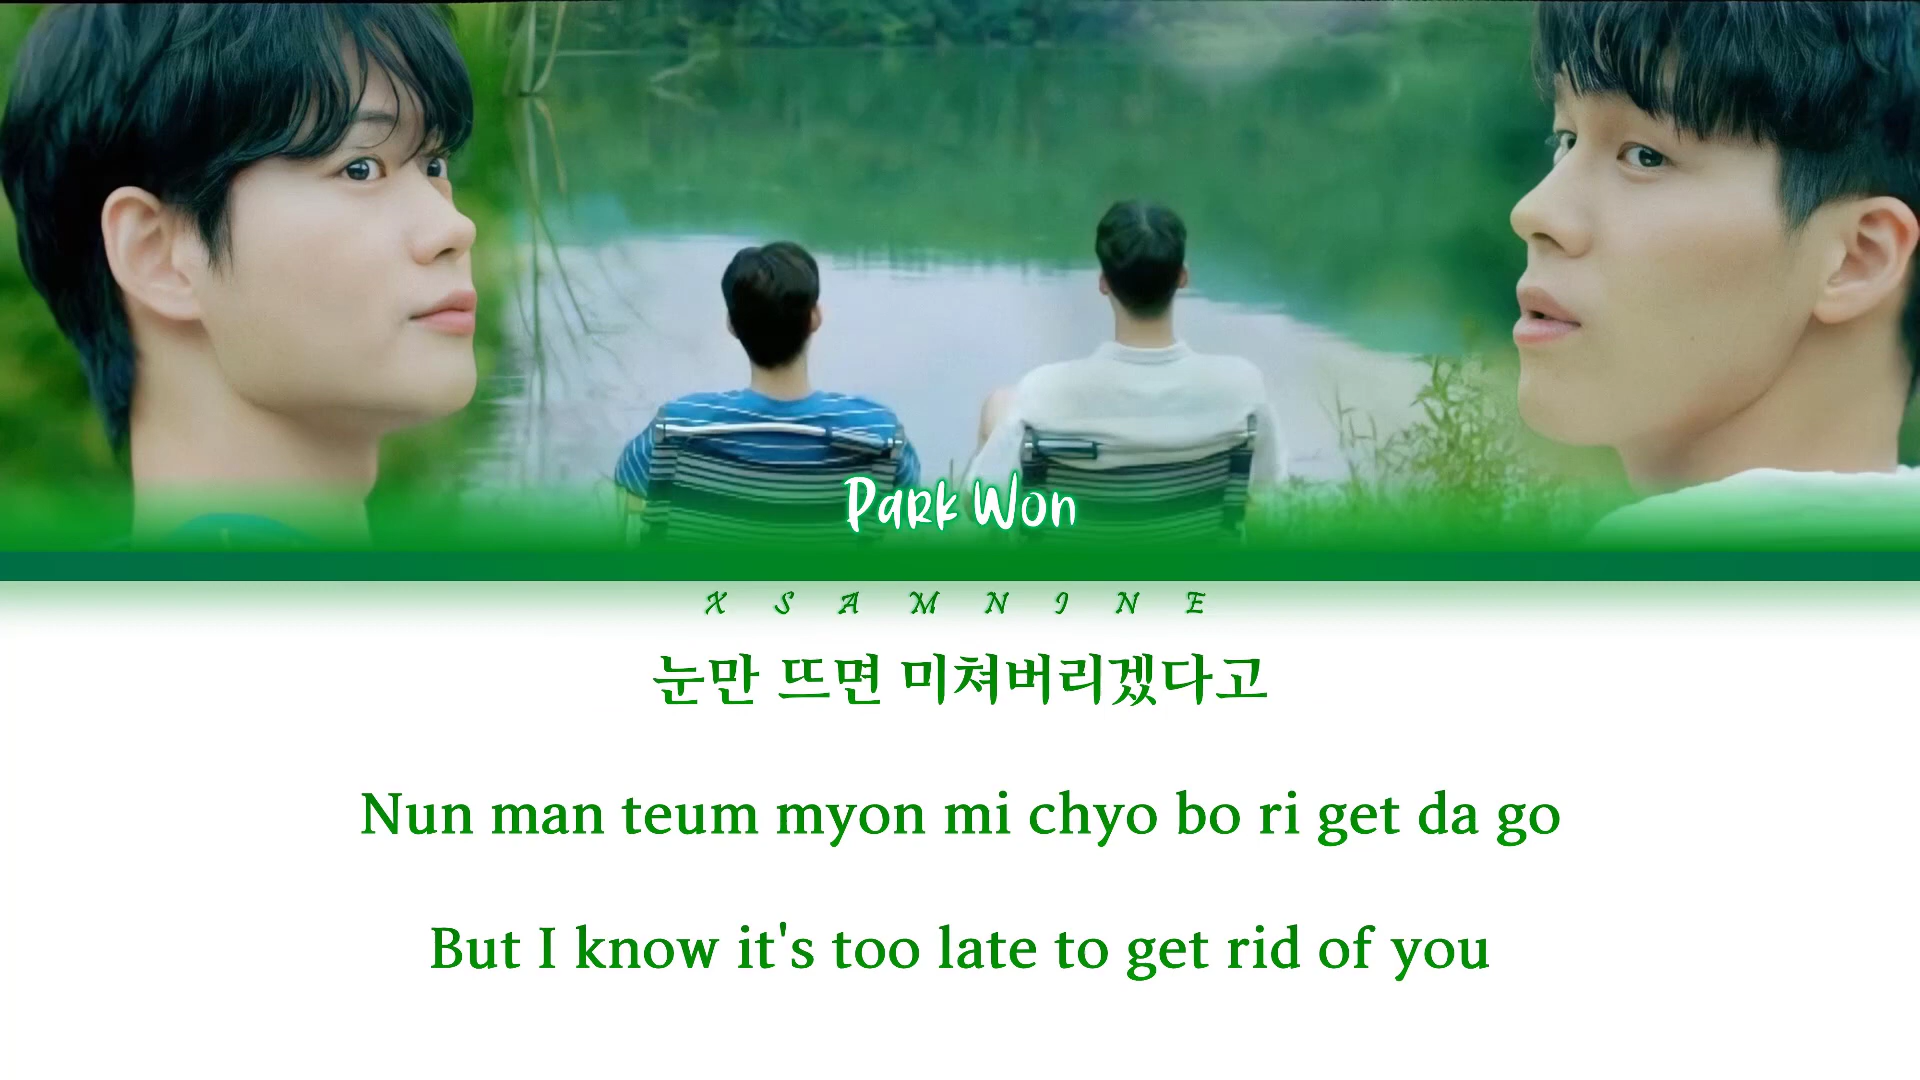 Park Won
XSAMNINE
눈만 뜨면 미쳐버리겠다고
Nun man teum myon mi chyo bo ri get da go
But I know it's too late to get rid of you